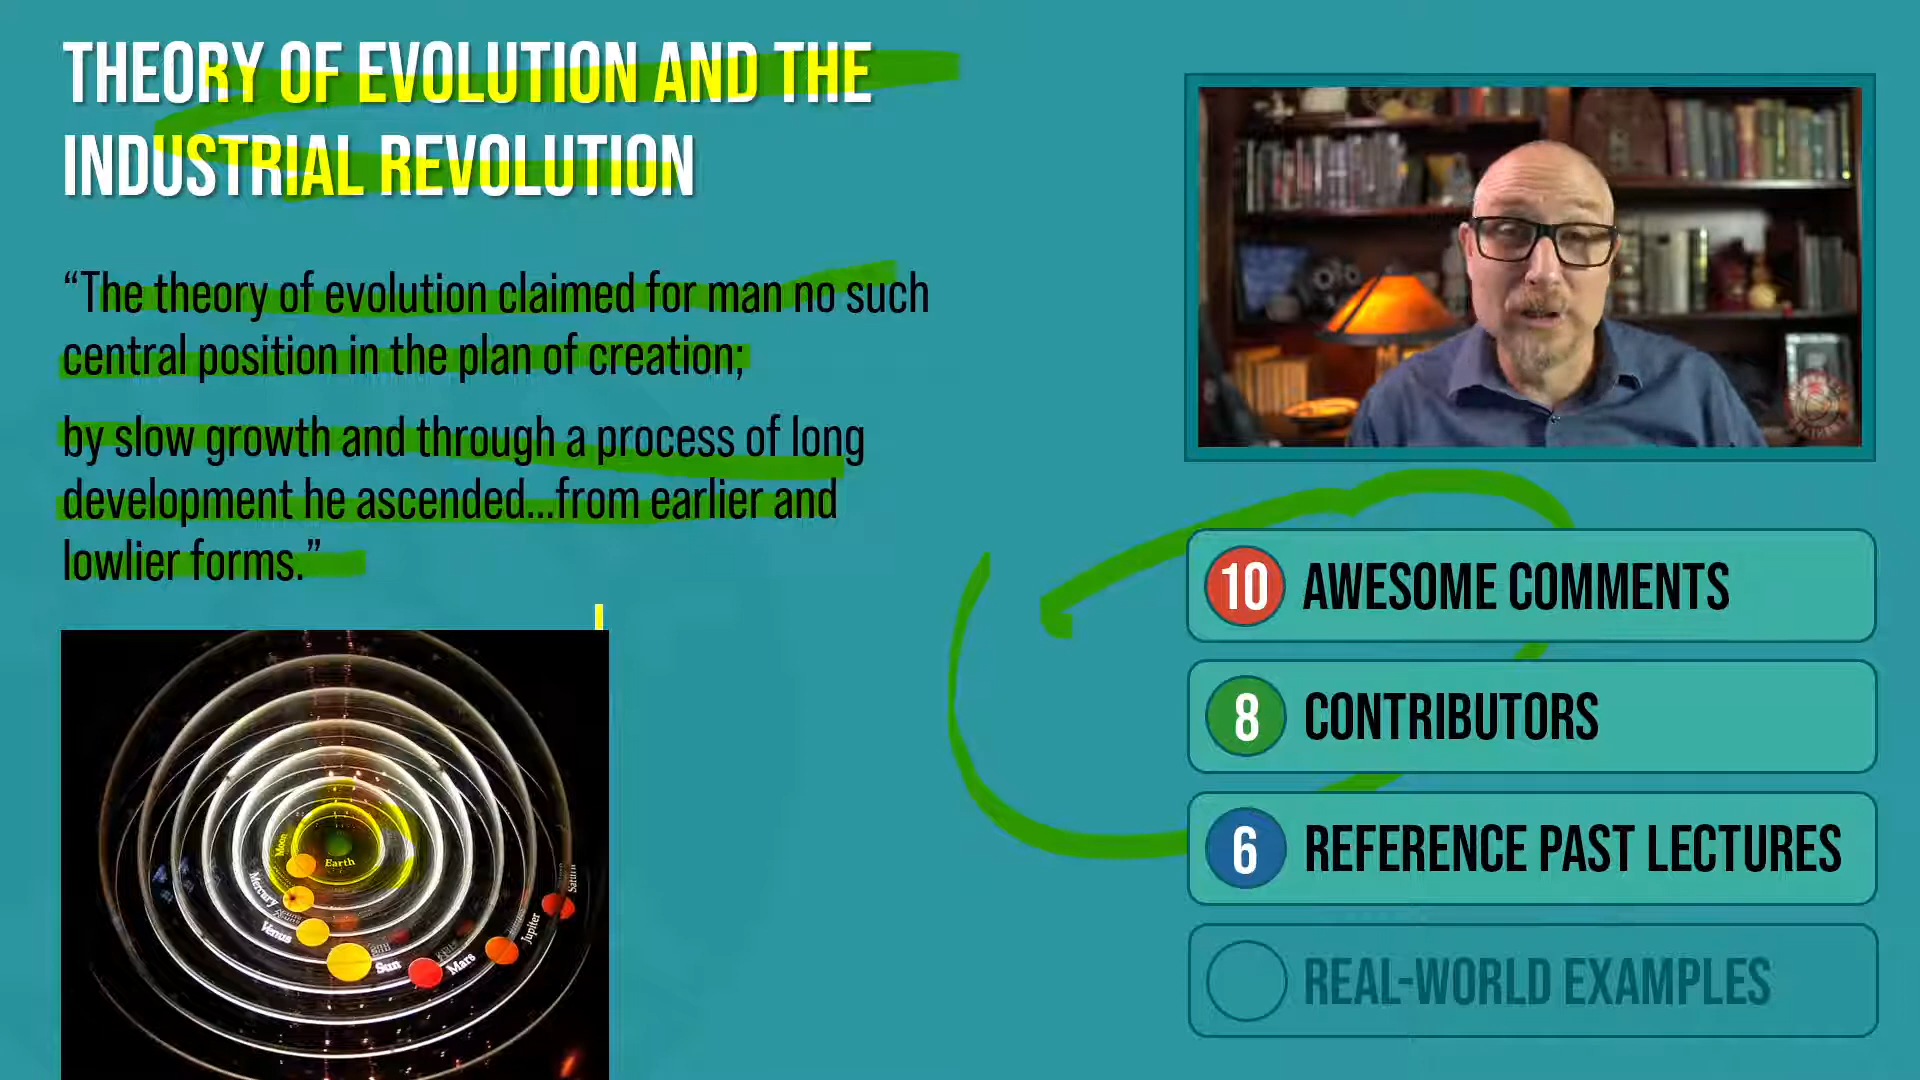 THEORY OF EVOLUTION AND THE
INDUSTRIAL REVOLUTION
“The theory of evolution claimed for man no such
central position in the plan of creation;
by slow growth and through a process of long
development he ascended...from earlier and
lowlier forms.”
Moon
Earth
Mercury
Venus
Sun
Mars
Jupiter
Saturn
10 AWESOME COMMENTS
8 CONTRIBUTORS
6 REFERENCE PAST LECTURES
REAL-WORLD EXAMPLES